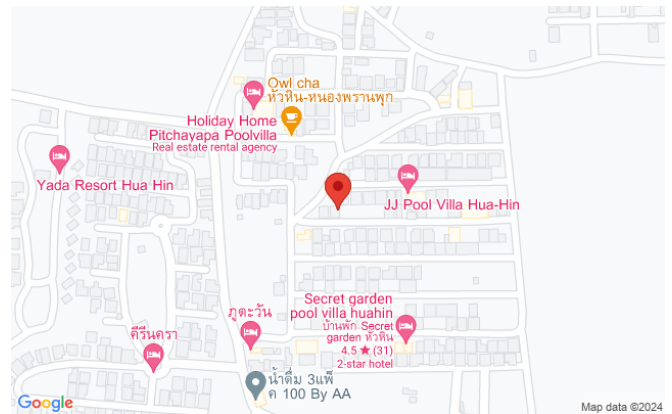 Owl cha
หัวหิน-หนองพรานพุก
Holiday Home
Pitchayapa Poolvilla
Real estate rental agency
Yada Resort Hua Hin
JJ Pool Villa Hua-Hin
Secret garden
pool villa huahin
บ้านพัก Secret
garden หัวหิน
4.5 ★ (31)
2-star hotel
ภูตะวัน
คีรีนครา
น้ำดื่ม 3แพ็
ค 100 By AA
Google
Map data ©2024